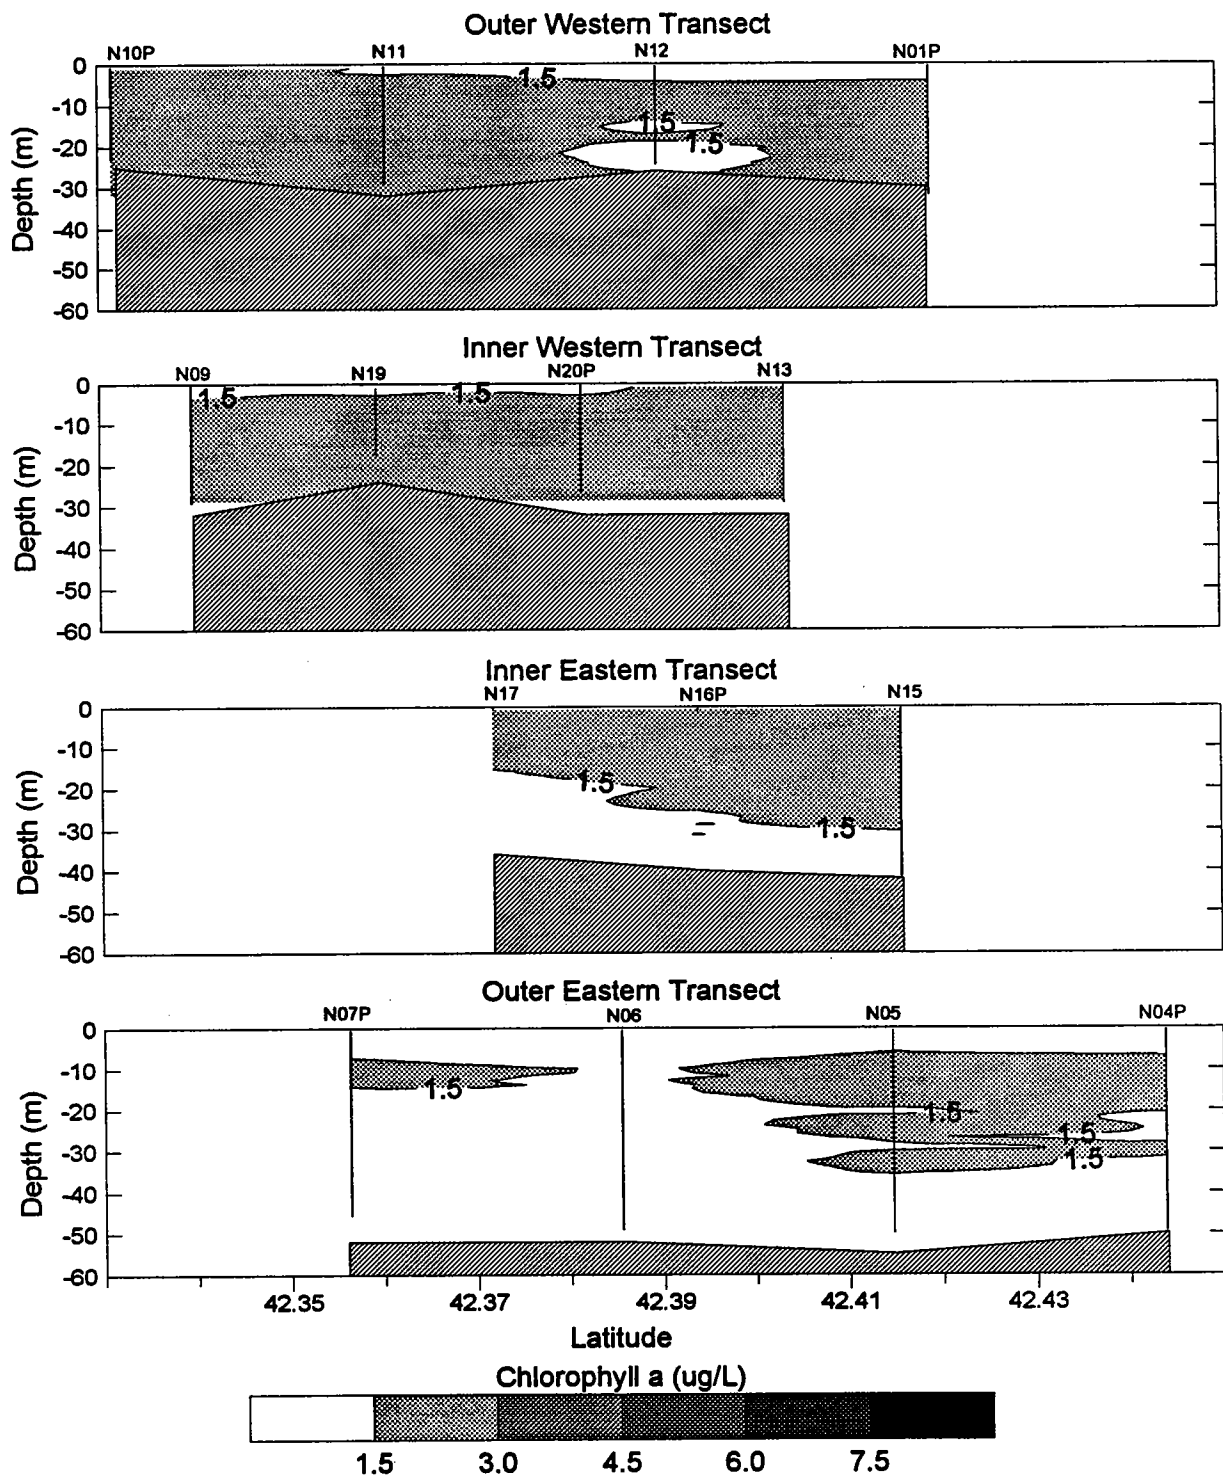 Outer Western Transect
N10P N11 N12 N01P
0
-10
-20
-30
-40
-50
-60
Depth (m)
1.5
1.5
1.5
Inner Western Transect
N09 N19 N20P N13
0
-10
-20
-30
-40
-50
-60
Depth (m)
1.5 1.5
Inner Eastern Transect
N17 N16P N15
0
-10
-20
-30
-40
-50
-60
Depth (m)
1.5
1.5
Outer Eastern Transect
N07P N06 N05 N04P
0
-10
-20
-30
-40
-50
-60
Depth (m)
1.5
1.5
1.5
1.5
42.35 42.37 42.39 42.41 42.43
Latitude
Chlorophyll a (ug/L)
1.5 3.0 4.5 6.0 7.5